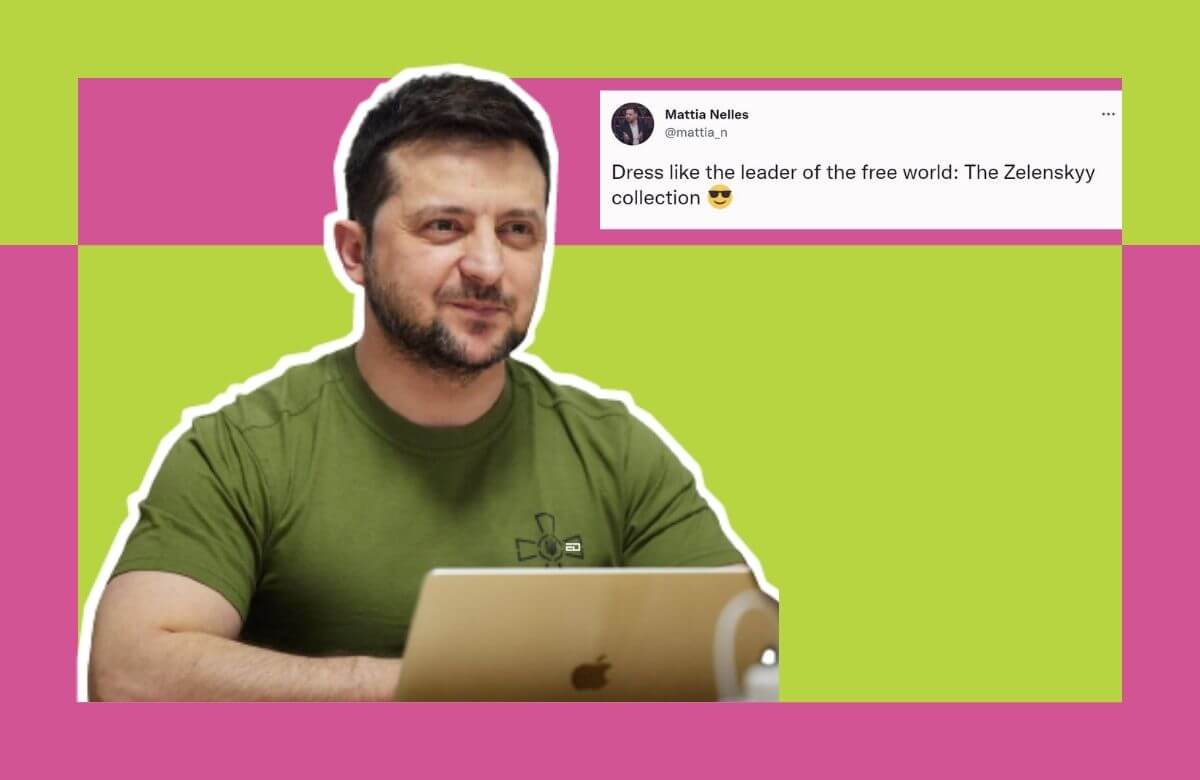 Mattia Nelles
@mattia_n
Dress like the leader of the free world: The Zelenskyy
collection 😎